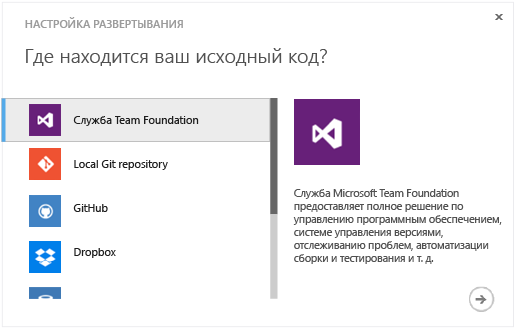 НАСТРОЙКА РАЗВЕРТЫВАНИЯ
Где находится ваш исходный код?
Служба Team Foundation
Local Git repository
GitHub
Dropbox
Служба Microsoft Team Foundation
предоставляет полное решение по
управлению программным обеспечением,
системе управления версиями,
отслеживанию проблем, автоматизации
сборки и тестирования и т. д.